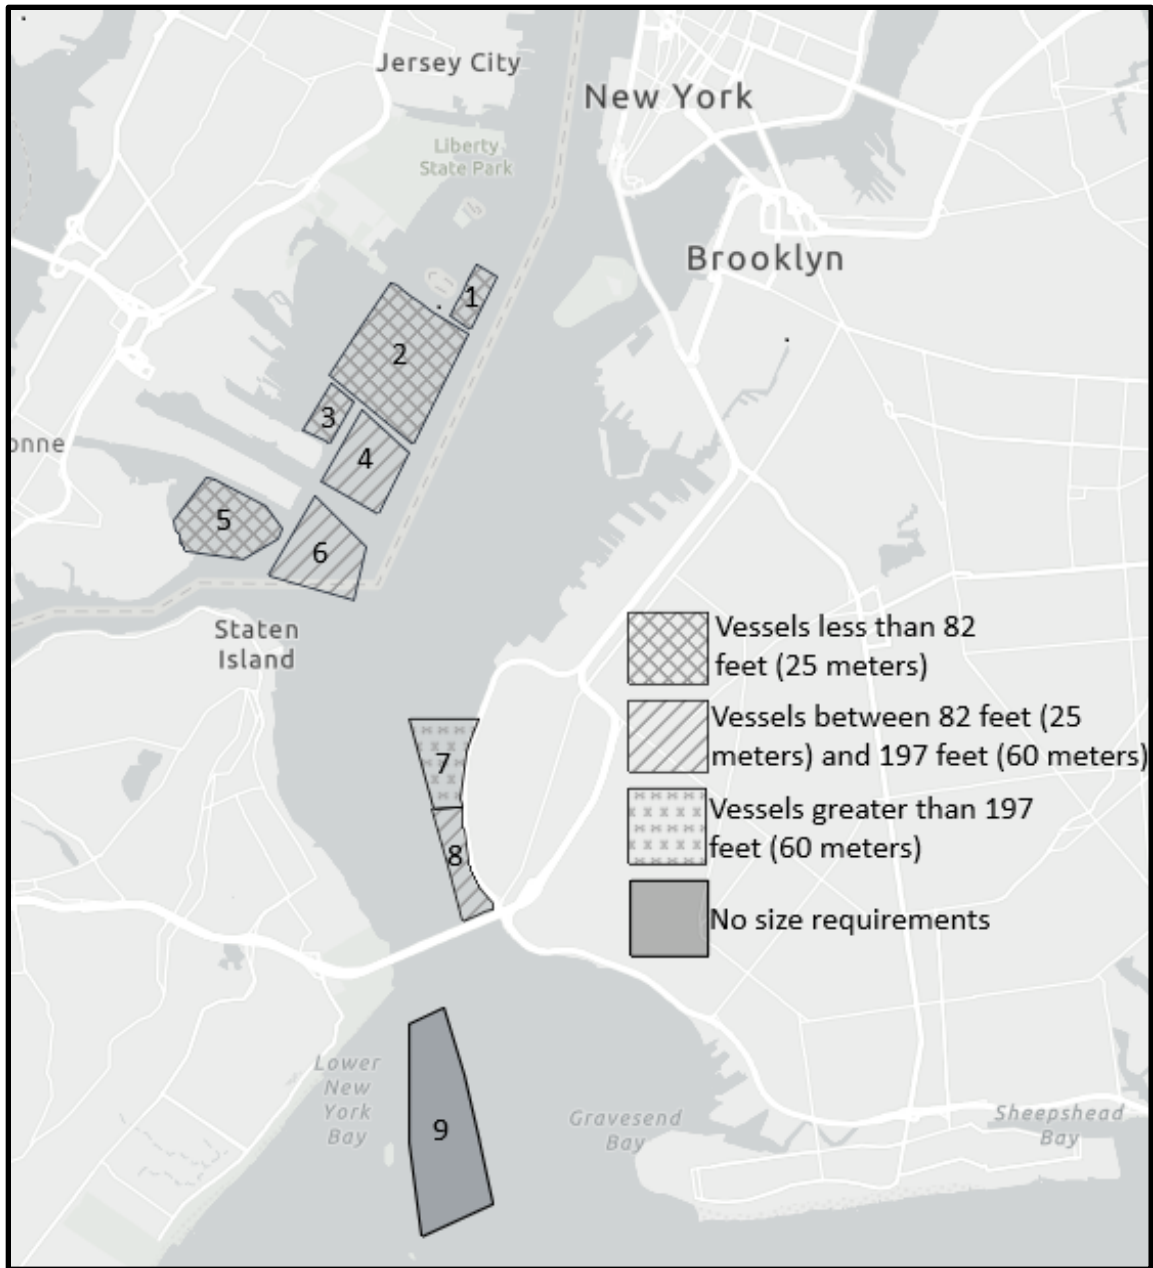 Jersey City
New York
Liberty
State Park
Brooklyn
1
2
3
4
onne
5
6
Staten
Island
Vessels less than 82
feet (25 meters)
Vessels between 82 feet (25
meters) and 197 feet (60 meters)
7
Vessels greater than 197
feet (60 meters)
8
No size requirements
Lower
New
York
Bay
9
Gravesend
Bay
Sheepshead
Bay